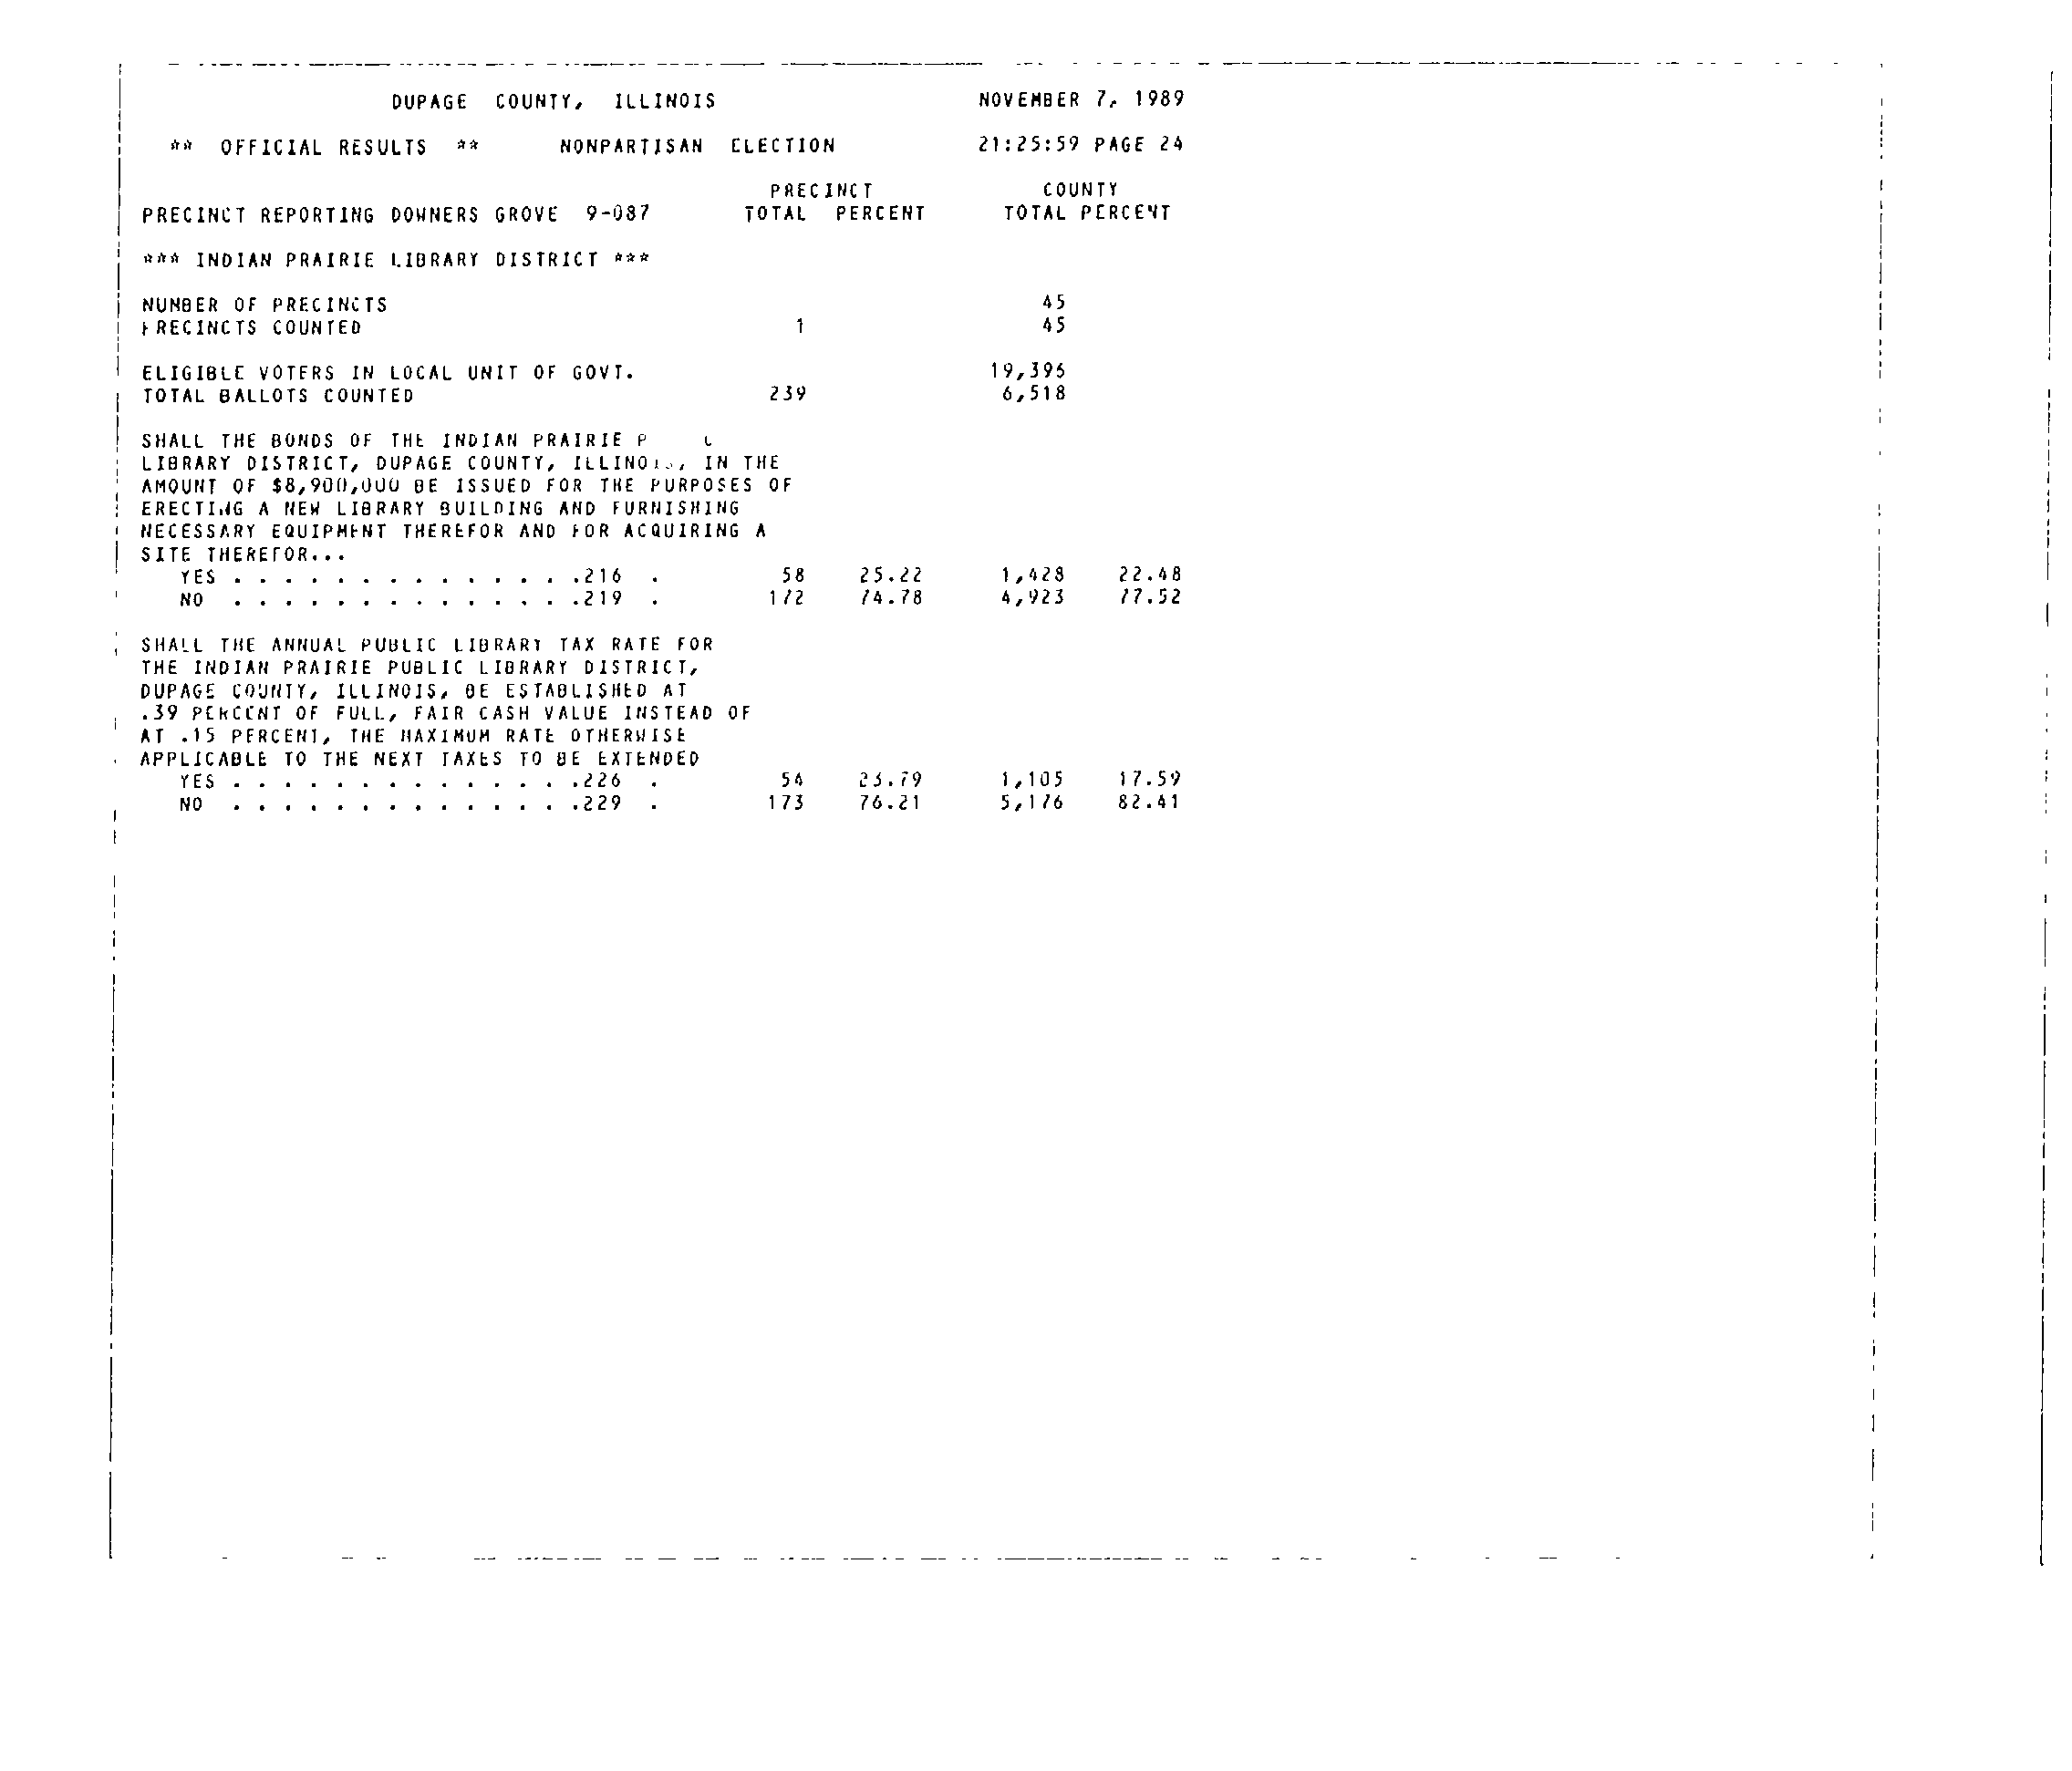 DUPAGE COUNTY, ILLINOIS NOVEMBER 7, 1989
** OFFICIAL RESULTS ** NONPARTISAN ELECTION 21:25:59 PAGE 24
PRECINCT COUNTY
PRECINCT REPORTING DOWNERS GROVE 9-087 TOTAL PERCENT TOTAL PERCENT
*** INDIAN PRAIRIE LIBRARY DISTRICT ***
NUMBER OF PRECINCTS 45
PRECINCTS COUNTED 1 45
ELIGIBLE VOTERS IN LOCAL UNIT OF GOVT. 19,396
TOTAL BALLOTS COUNTED 239 6,518
SHALL THE BONDS OF THE INDIAN PRAIRIE
LIBRARY DISTRICT, DUPAGE COUNTY, ILLINOIS, IN THE
AMOUNT OF $8,900,000 BE ISSUED FOR THE PURPOSES OF
ERECTING A NEW LIBRARY BUILDING AND FURNISHING
NECESSARY EQUIPMENT THEREFOR AND FOR ACQUIRING A
SITE THEREFOR...
YES . . . . . . . . . . . . . .216 . 58 25.22 1,428 22.48
NO . . . . . . . . . . . . . .219 . 172 74.78 4,923 77.52
SHALL THE ANNUAL PUBLIC LIBRARY TAX RATE FOR
THE INDIAN PRAIRIE PUBLIC LIBRARY DISTRICT,
DUPAGE COUNTY, ILLINOIS, BE ESTABLISHED AT
.39 PERCENT OF FULL, FAIR CASH VALUE INSTEAD OF
AT .15 PERCENT, THE MAXIMUM RATE OTHERWISE
APPLICABLE TO THE NEXT TAXES TO BE EXTENDED
YES . . . . . . . . . . . . . .226 . 54 23.79 1,105 17.59
NO . . . . . . . . . . . . . .229 . 173 76.21 5,176 82.41